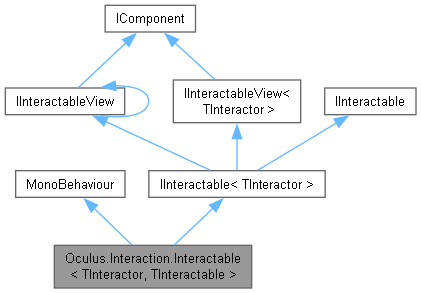 IComponent
IInteractableView
IInteractableView<
TInteractor >
IInteractable
MonoBehaviour
IInteractable< TInteractor >
Oculus.Interaction.Interactable
< TInteractor, TInteractable >